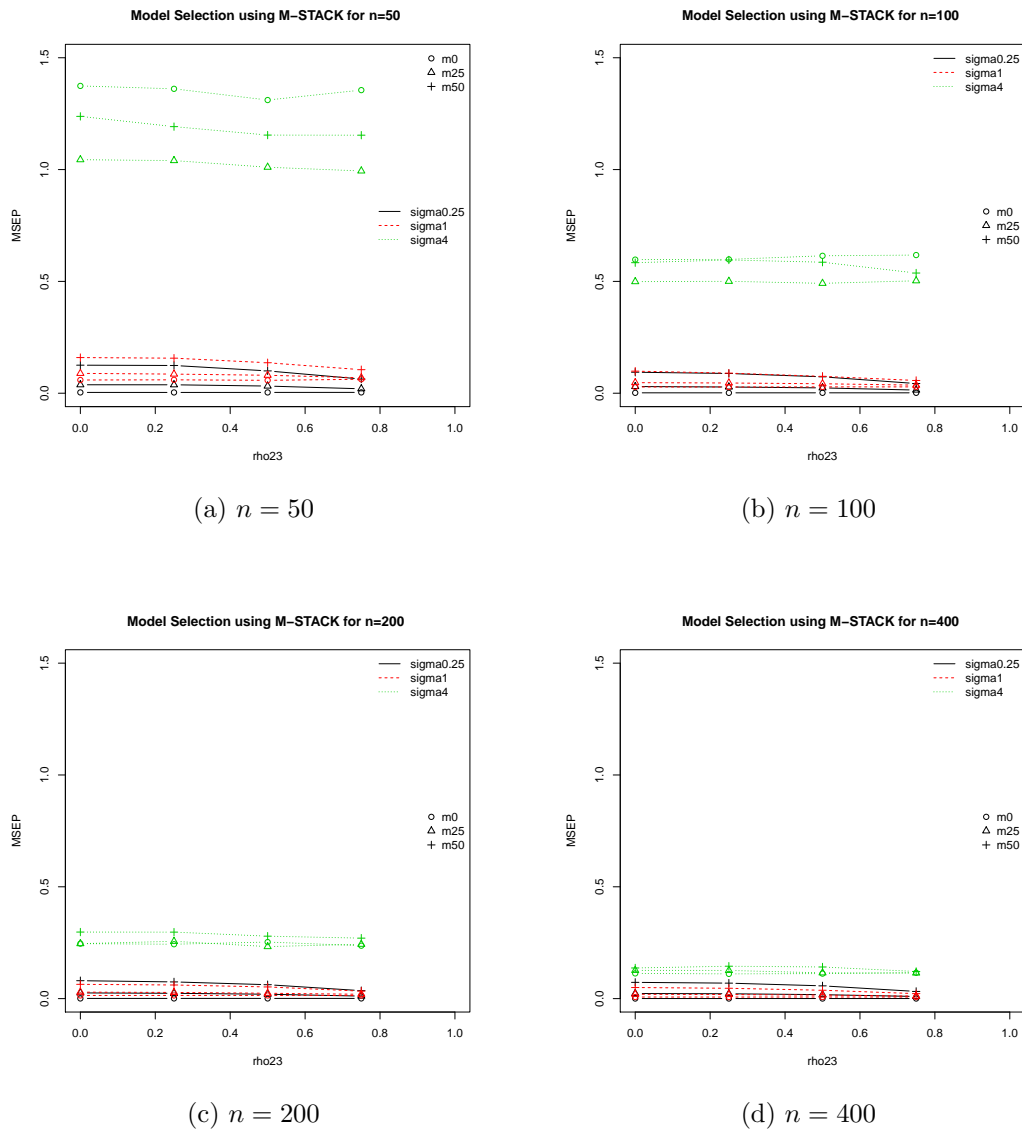 Model Selection using M−STACK for n=50
1.5
1.0
0.5
0.0
MSEP
m0
m25
m50
sigma0.25
sigma1
sigma4
0.0 0.2 0.4 0.6 0.8 1.0
rho23
(a) n = 50
Model Selection using M−STACK for n=100
1.5
1.0
0.5
0.0
MSEP
sigma0.25
sigma1
sigma4
m0
m25
m50
0.0 0.2 0.4 0.6 0.8 1.0
rho23
(b) n = 100
Model Selection using M−STACK for n=200
1.5
1.0
0.5
0.0
MSEP
sigma0.25
sigma1
sigma4
m0
m25
m50
0.0 0.2 0.4 0.6 0.8 1.0
rho23
(c) n = 200
Model Selection using M−STACK for n=400
1.5
1.0
0.5
0.0
MSEP
sigma0.25
sigma1
sigma4
m0
m25
m50
0.0 0.2 0.4 0.6 0.8 1.0
rho23
(d) n = 400